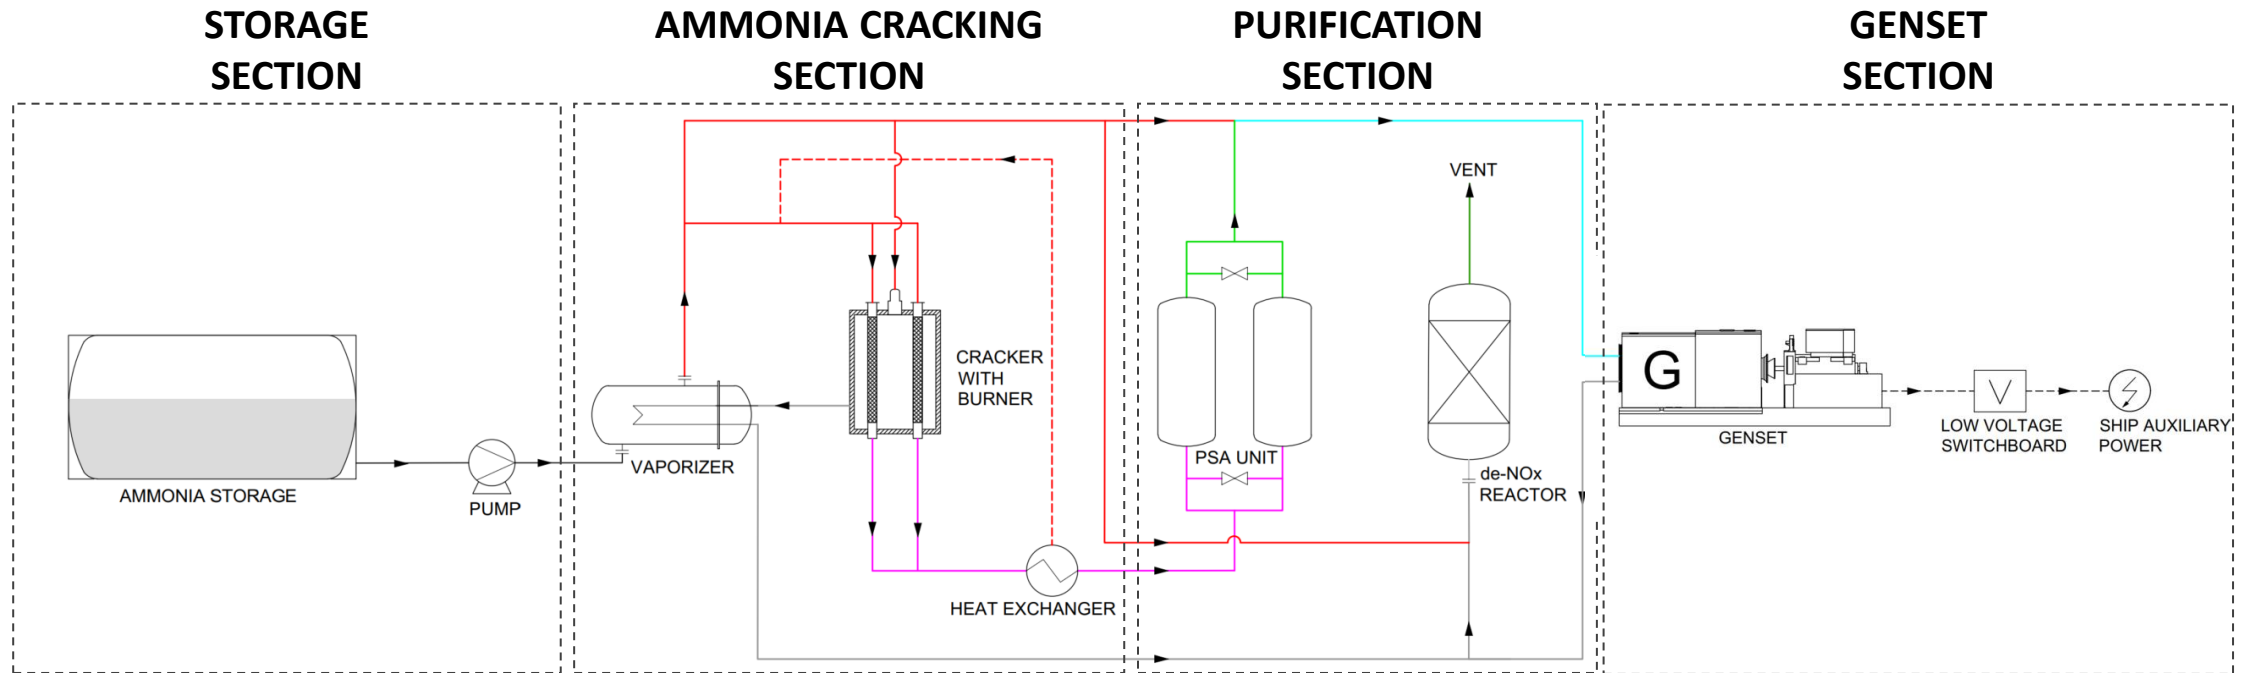 STORAGE
SECTION
AMMONIA CRACKING
SECTION
PURIFICATION
SECTION
GENSET
SECTION
AMMONIA STORAGE
PUMP
VAPORIZER
CRACKER
WITH
BURNER
HEAT EXCHANGER
PSA UNIT
VENT
de-NOx
REACTOR
G
GENSET
V
LOW VOLTAGE
SWITCHBOARD
SHIP AUXILIARY
POWER